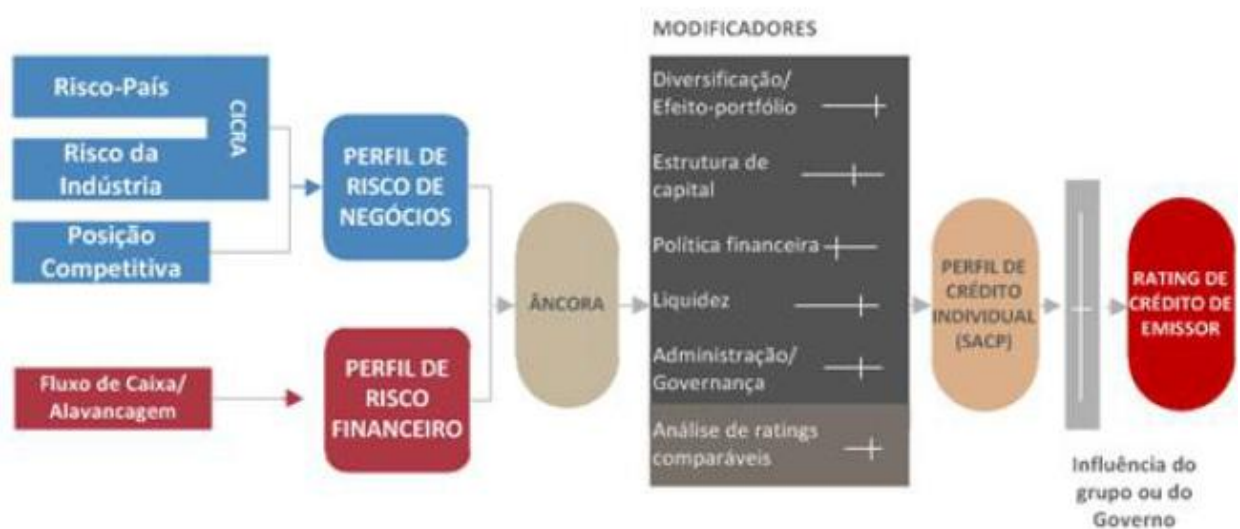 MODIFICADORES
Risco-País
CICRA
Risco da
Indústria
Posição
Competitiva
PERFIL DE
RISCO DE
NEGÓCIOS
Fluxo de Caixa/
Alavancagem
PERFIL DE
RISCO
FINANCEIRO
ÂNCORA
Diversificação/
Efeito-portfólio
Estrutura de
capital
Política financeira
Liquidez
Administração/
Governança
Análise de ratings
comparáveis
PERFIL DE
CRÉDITO
INDIVIDUAL
(SACP)
Influência do
grupo ou do
Governo
RATING DE
CRÉDITO DE
EMISSOR